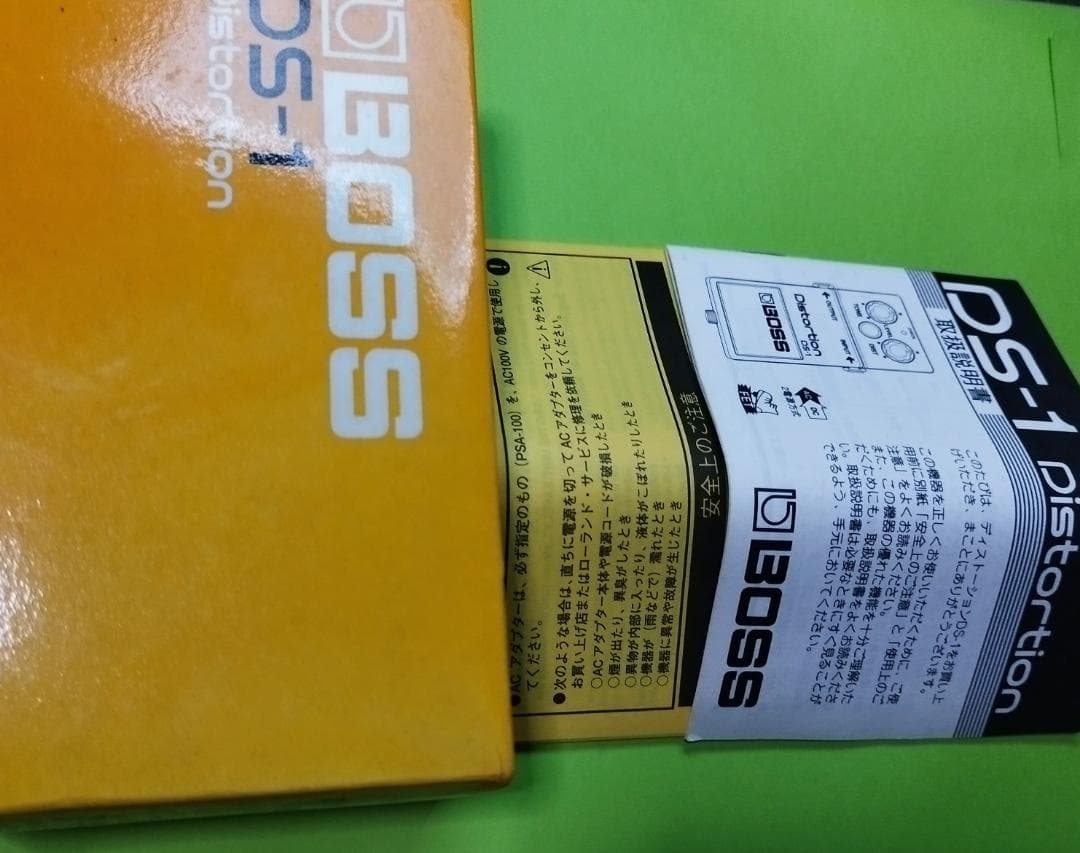 BOSS
DS-1
Distortion
AC アダプターは、必ず指定のもの (PSA-100) を、AC100V の電源で使用し
てください。
●次のような場合は、直ちに電源を切って AC アダプターをコンセントから外し、
お買い上げ店またはローランド・サービスに修理を依頼してください。
○AC アダプター本体や電源コードが破損したとき
○煙が出たり、異臭がしたとき
○異物が内部に入ったり、液体がこぼれたりしたとき
○機器が (雨などで) 濡れたとき
○機器に異常や故障が生じたとき
安全上のご注意
DS-1 Distortion
取扱説明書
このたびは、ディストーションDS-1をお買い上
げいただき、まことにありがとうございます。
この機器を正しくお使いいただくために、ご使
用前に別紙「安全上のご注意」と「使用上のご
注意」をよくお読みください。
また、この機器の優れた機能を十分ご理解いた
だくためにも、取扱説明書をよくお読みくださ
い。取扱説明書は必要なときにすぐ見ることが
できるよう、手元においてください。
OUTPUT
INPUT
TONE
DIST
Distortion
DS-1
BOSS
BOSS